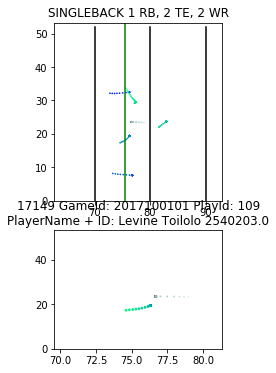 SINGLEBACK 1 RB, 2 TE, 2 WR
50
40
30
20
10
0
70 80 90
17149 GameId: 2017100101 PlayId: 109
PlayerName + ID: Levine Toilolo 2540203.0
40
20
0
70.0 72.5 75.0 77.5 80.0